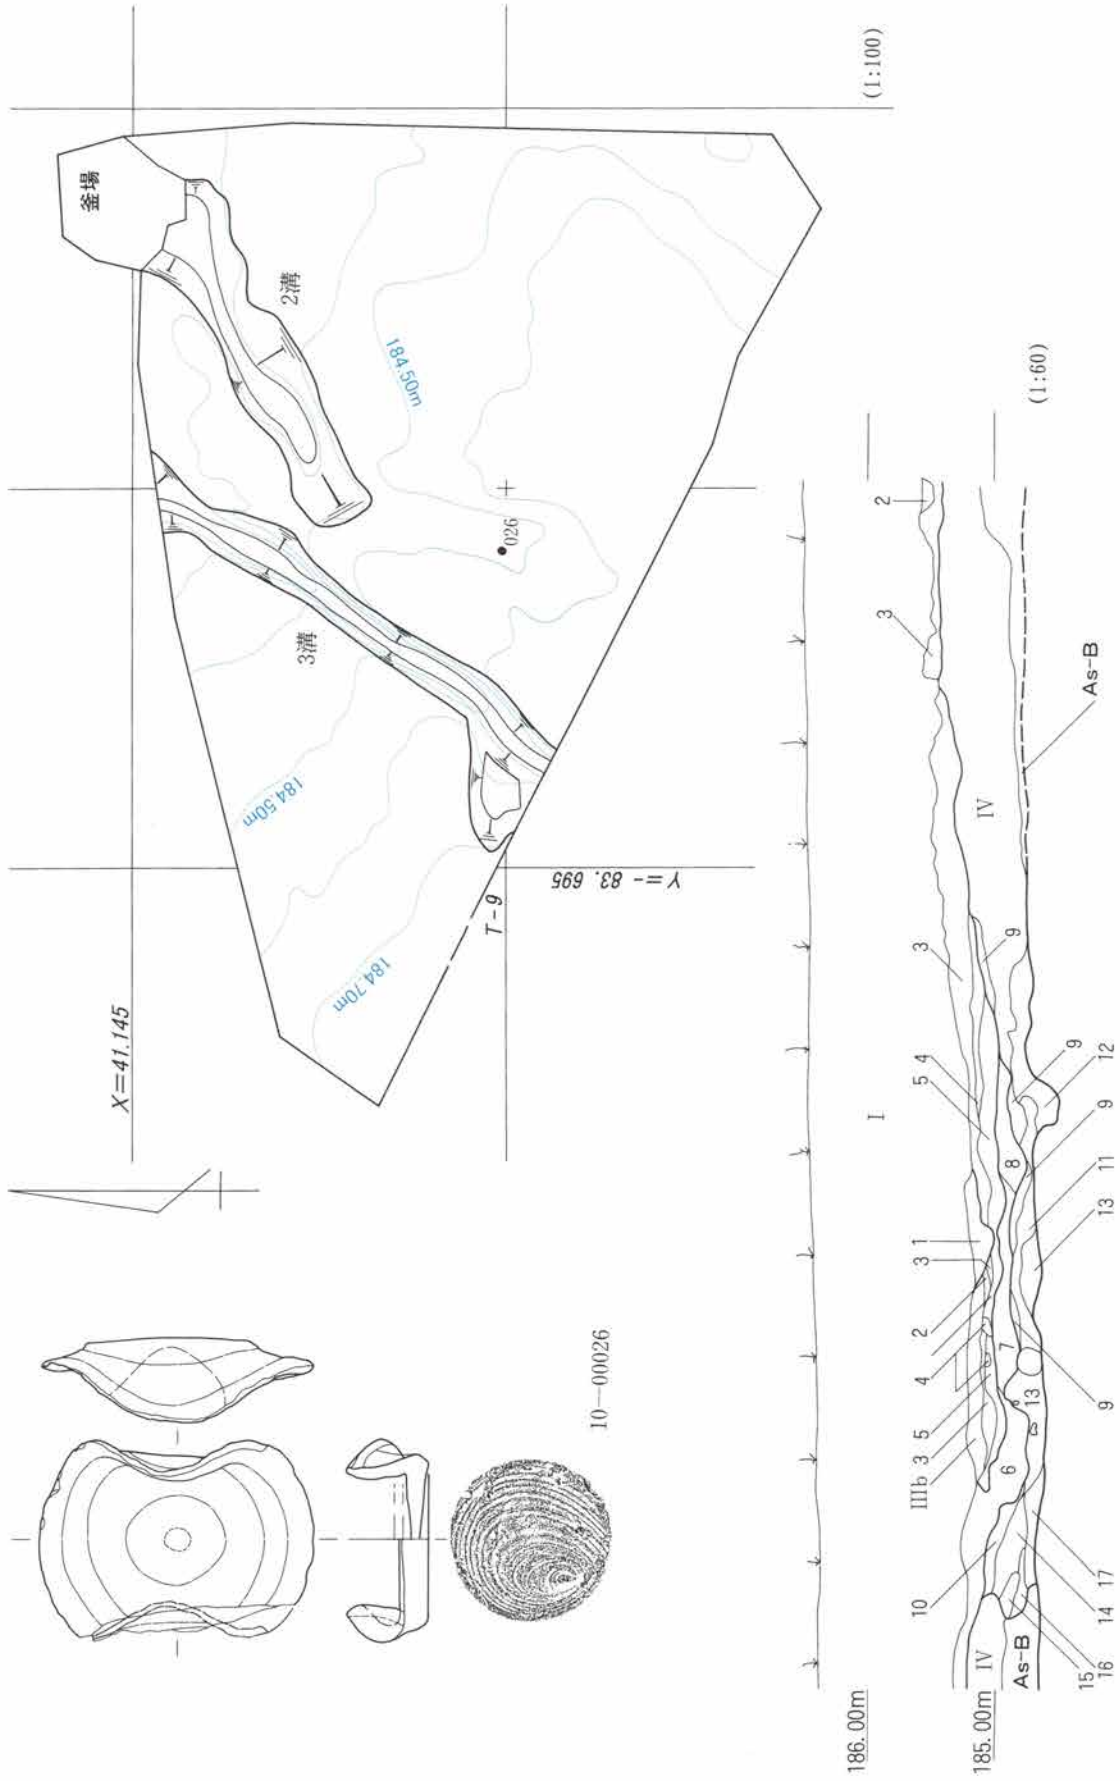 釜場
2溝
3溝
184.50m
184.50m
184.70m
026
X=41.145
Y=-83.695
T-9
(1:100)
10-00026
186.00m
185.00m
I
IIIb
3
5
4
2
3
1
5
4
3
3
2
IV
IV
As-B
As-B
6
7
8
9
13
10
15
16
14
17
9
13
11
9
12
9
(1:60)